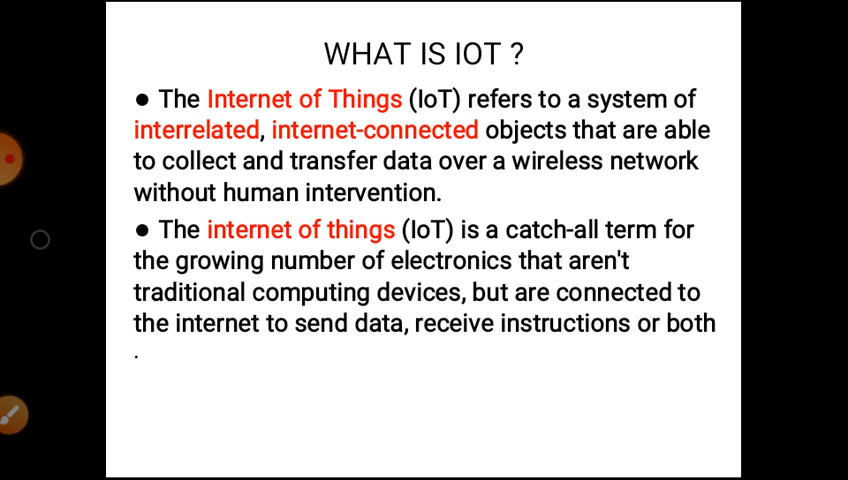 WHAT IS IOT ?
● The Internet of Things (IoT) refers to a system of
interrelated, internet-connected objects that are able
to collect and transfer data over a wireless network
without human intervention.
● The internet of things (IoT) is a catch-all term for
the growing number of electronics that aren't
traditional computing devices, but are connected to
the internet to send data, receive instructions or both
.